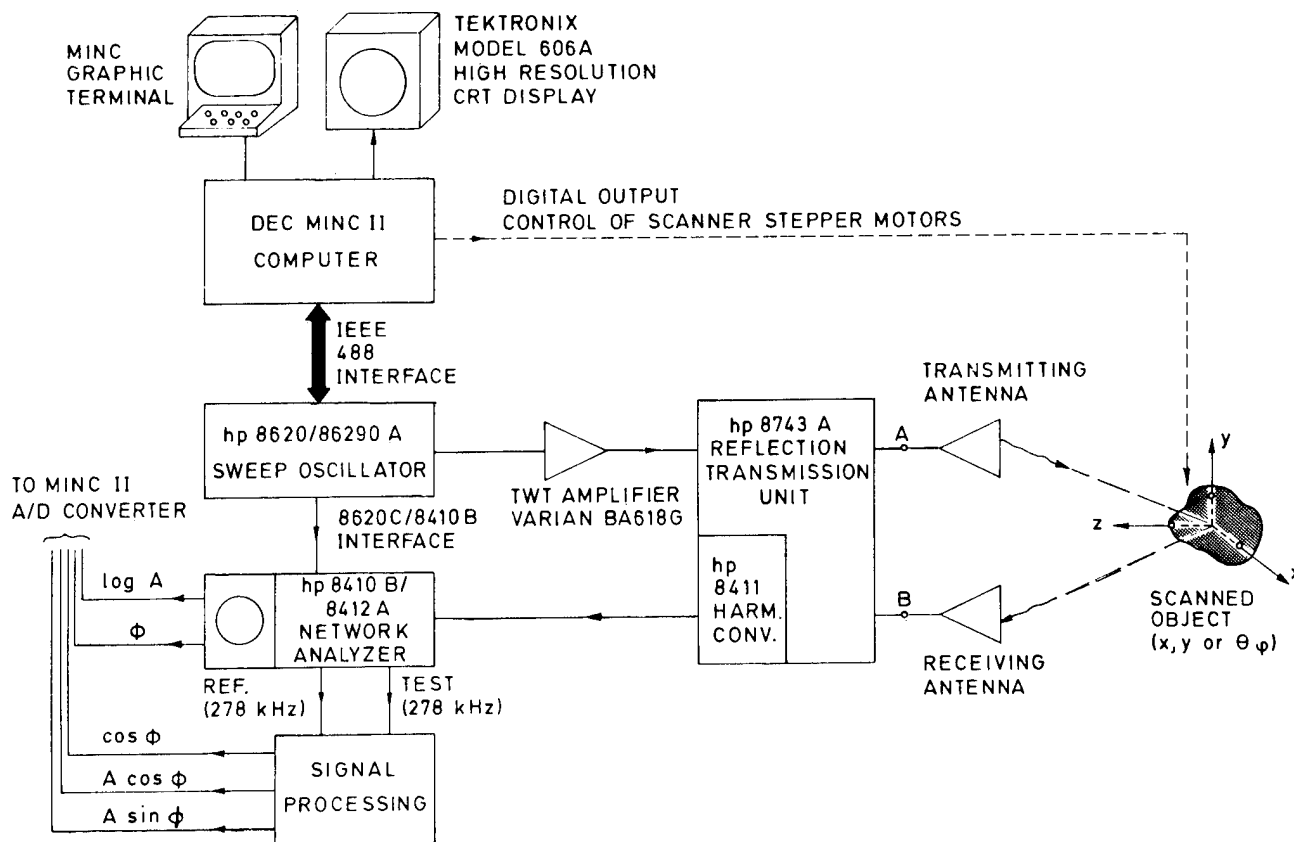 MINC
GRAPHIC
TERMINAL
TEKTRONIX
MODEL 606A
HIGH RESOLUTION
CRT DISPLAY
DEC MINC II
COMPUTER
DIGITAL OUTPUT
CONTROL OF SCANNER STEPPER MOTORS
IEEE
488
INTERFACE
hp 8620/86290 A
SWEEP OSCILLATOR
TWT AMPLIFIER
VARIAN BA618G
hp 8743 A
REFLECTION
TRANSMISSION
UNIT
hp
8411
HARM.
CONV.
A
B
TRANSMITTING
ANTENNA
RECEIVING
ANTENNA
y
z
x
SCANNED
OBJECT
(x,y or Θφ)
TO MINC II
A/D CONVERTER
8620C/8410B
INTERFACE
log A
Φ
hp 8410 B/
8412 A
NETWORK
ANALYZER
REF.
(278 kHz)
TEST
(278 kHz)
cos Φ
A cos Φ
A sin Φ
SIGNAL
PROCESSING